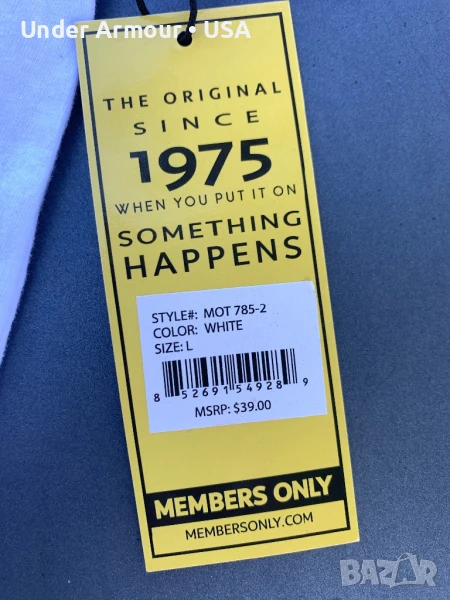 Under Armour • USA
THE ORIGINAL
SINCE
1975
WHEN YOU PUT IT ON
SOMETHING
HAPPENS
STYLE#: MOT 785-2
COLOR: WHITE
SIZE: L
8 52691 54928 9
MSRP: $39.00
MEMBERS ONLY
MEMBERSONLY.COM
BAZAR